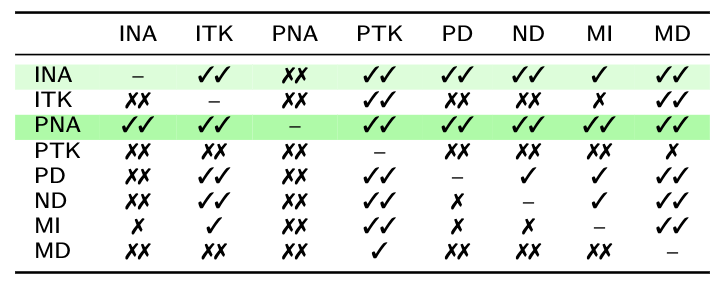 INA ITK PNA PTK PD ND MI MD
INA – ✓✓ ✗✗ ✓✓ ✓✓ ✓✓ ✓ ✓✓
ITK ✗✗ – ✗✗ ✓✓ ✗✗ ✗✗ ✗ ✓✓
PNA ✓✓ ✓✓ – ✓✓ ✓✓ ✓✓ ✓✓ ✓✓
PTK ✗✗ ✗✗ ✗✗ – ✗✗ ✗✗ ✗✗ ✗
PD ✗✗ ✓✓ ✗✗ ✓✓ – ✓ ✓ ✓✓
ND ✗✗ ✓✓ ✗✗ ✓✓ ✗ – ✓ ✓✓
MI ✗ ✓ ✗✗ ✓✓ ✗ ✗ – ✓✓
MD ✗✗ ✗✗ ✗✗ ✓ ✗✗ ✗✗ ✗✗ –